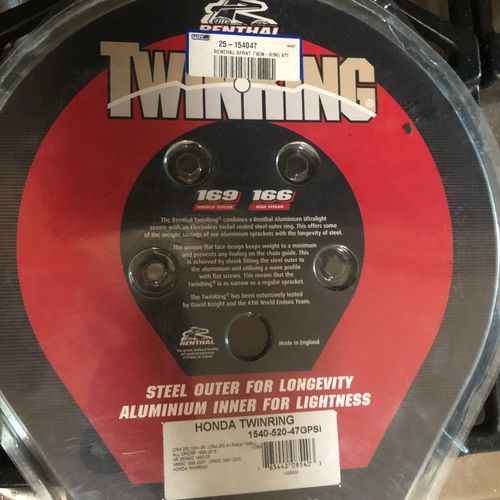 RENTHAL
25-154047
RENTHAL SPRKT TWIN-RING 47T
TWINRING®
169
WORLD TITLES
166
USA TITLES
The Renthal TwinRing® combines a Renthal Aluminium Ultralight
centre with an Electroless nickel coated steel outer ring. This offers some
of the weight savings of our aluminium sprockets with the longevity of steel.
The unique flat face design keeps weight to a minimum
and prevents any fouling on the chain guide. This
is achieved by shrink fitting the steel outer to
the aluminium and utilising a wave profile
with flat screws. This means that the
TwinRing® is as narrow as a regular sprocket.
The TwinRing® has been extensively tested
by David Knight and the KTM World Enduro Team.
RENTHAL
Made in England
STEEL OUTER FOR LONGEVITY
ALUMINIUM INNER FOR LIGHTNESS
HONDA TWINRING
1540-520-47GPSI